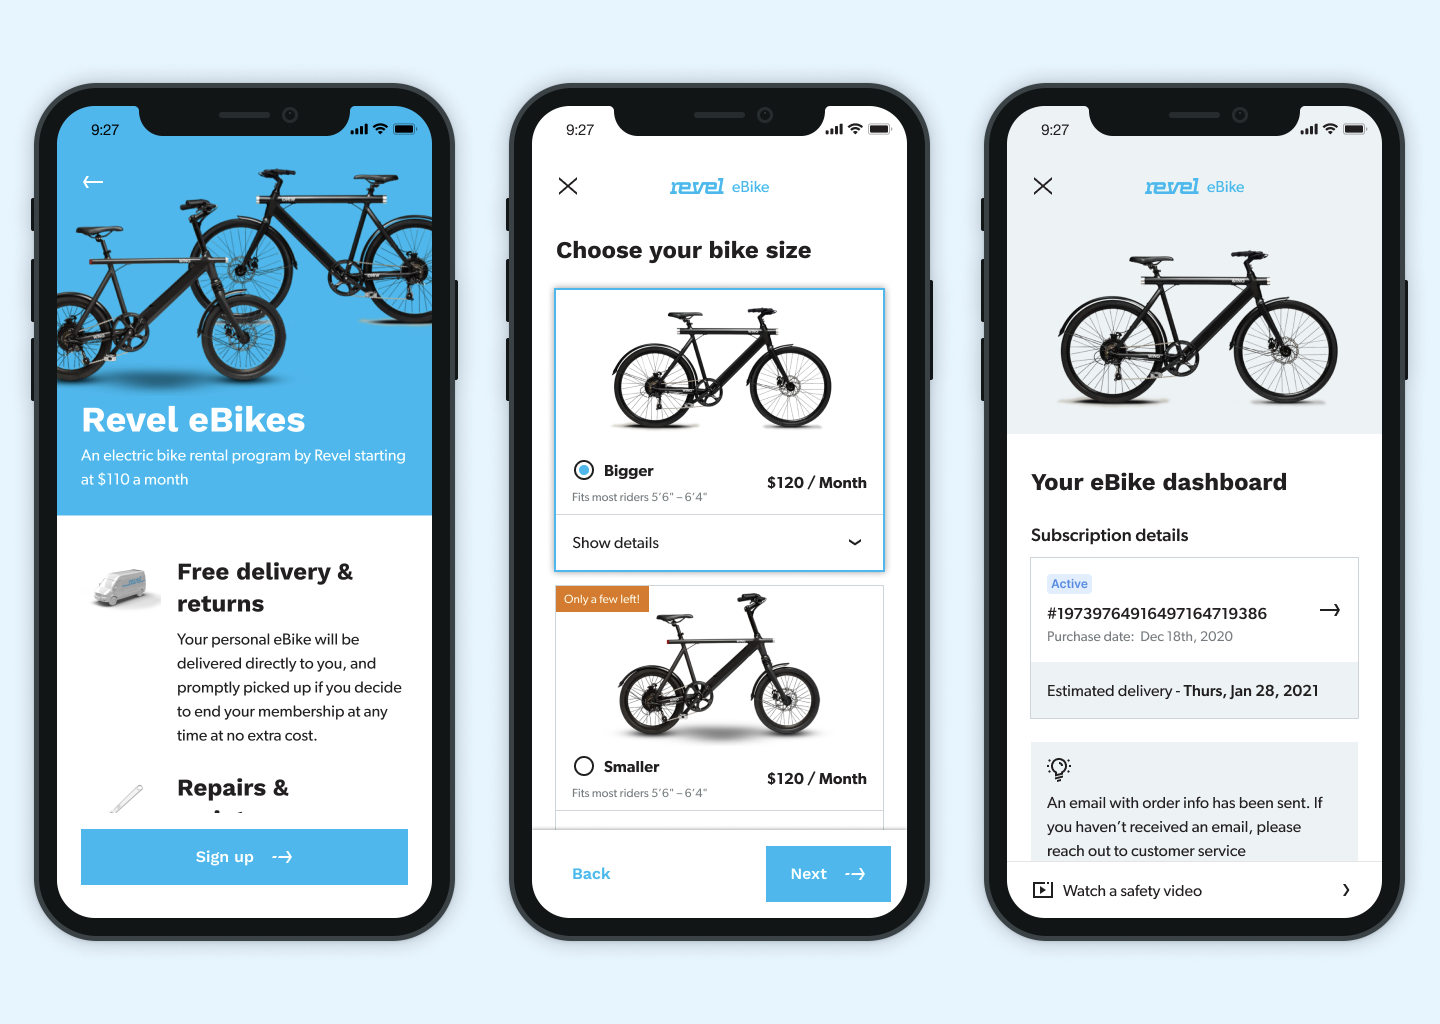 9:27
Revel eBikes
An electric bike rental program by Revel starting
at $110 a month
Free delivery &
returns
Your personal eBike will be
delivered directly to you, and
promptly picked up if you decide
to end your membership at any
time at no extra cost.
Repairs &
Sign up
9:27
revel eBike
Choose your bike size
Bigger
$120 / Month
Fits most riders 5’6” – 6’4”
Show details
Only a few left!
Smaller
$120 / Month
Fits most riders 5’6” – 6’4”
Back
Next
9:27
revel eBike
Your eBike dashboard
Subscription details
Active
#19739764916497164719386
Purchase date: Dec 18th, 2020
Estimated delivery - Thurs, Jan 28, 2021
An email with order info has been sent. If
you haven’t received an email, please
reach out to customer service
Watch a safety video